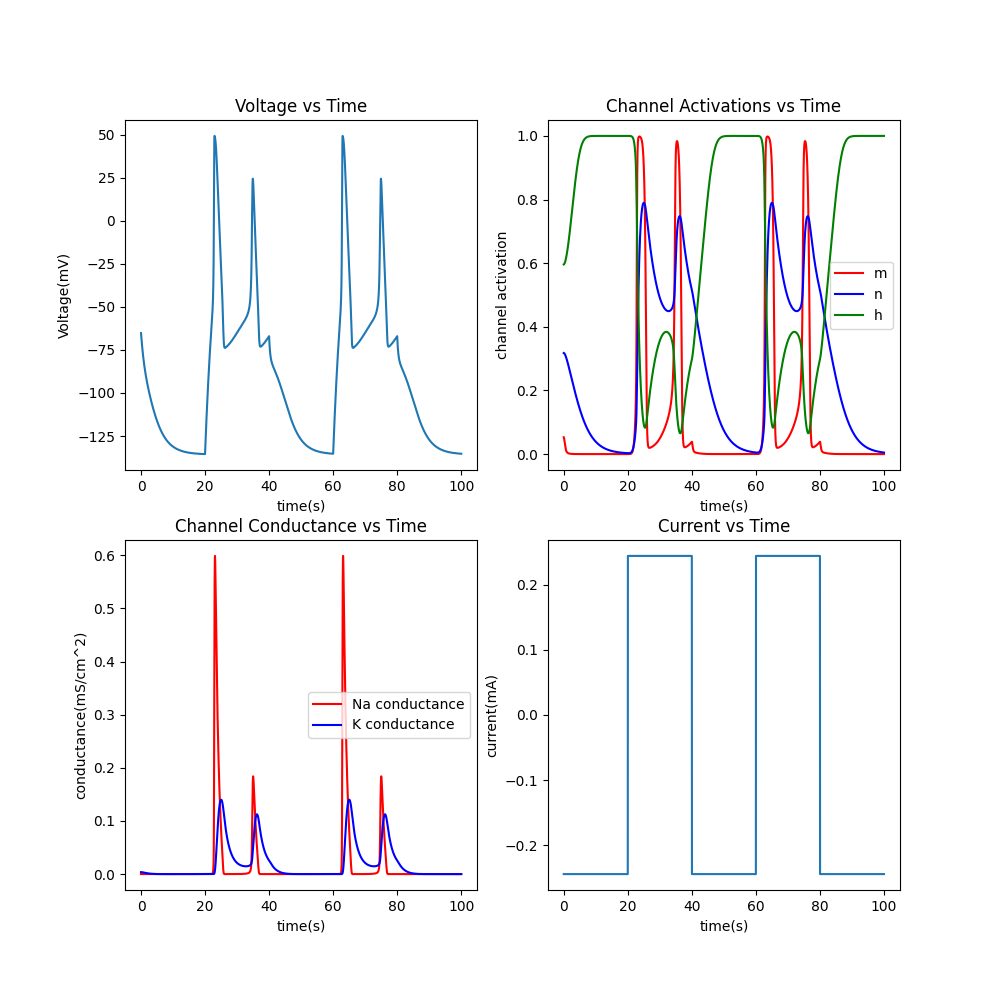 Voltage vs Time
Voltage(mV)
50
25
0
−25
−50
−75
−100
−125
0 20 40 60 80 100
time(s)
Channel Activations vs Time
channel activation
1.0
0.8
0.6
0.4
0.2
0.0
m
n
h
0 20 40 60 80 100
time(s)
Channel Conductance vs Time
conductance(mS/cm^2)
0.6
0.5
0.4
0.3
0.2
0.1
0.0
Na conductance
K conductance
0 20 40 60 80 100
time(s)
Current vs Time
current(mA)
0.2
0.1
0.0
−0.1
−0.2
0 20 40 60 80 100
time(s)